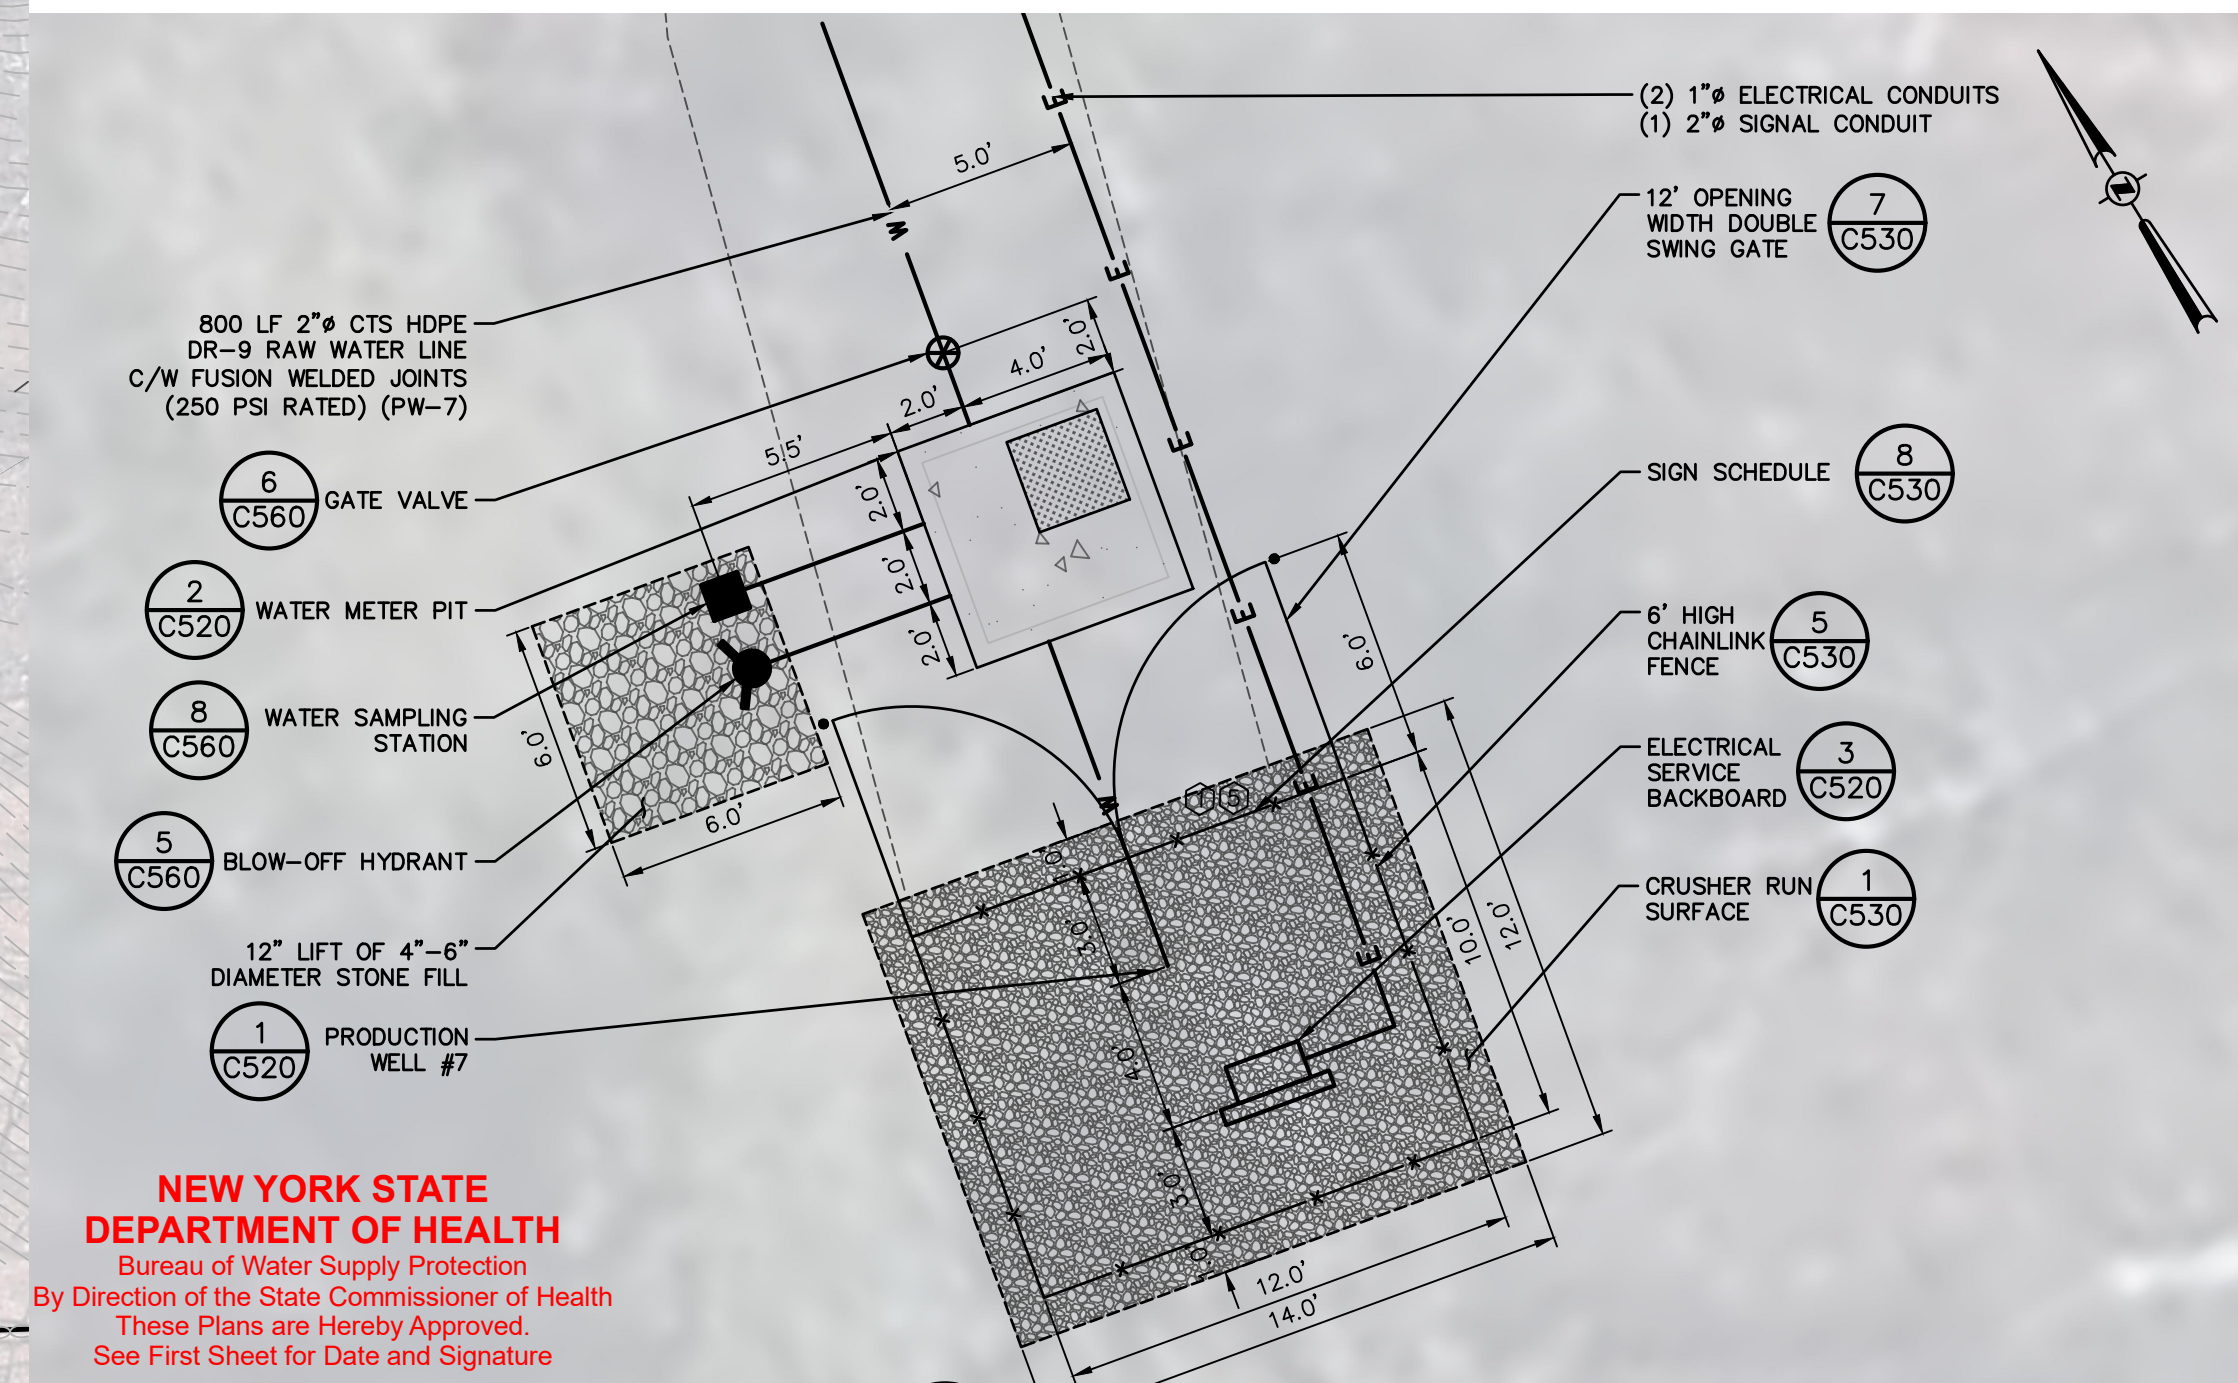 (2) 1"ø ELECTRICAL CONDUITS
(1) 2"ø SIGNAL CONDUIT
12' OPENING
WIDTH DOUBLE
SWING GATE
7
C530
SIGN SCHEDULE
8
C530
6' HIGH
CHAINLINK
FENCE
5
C530
ELECTRICAL
SERVICE
BACKBOARD
3
C520
CRUSHER RUN
SURFACE
1
C530
800 LF 2"ø CTS HDPE
DR-9 RAW WATER LINE
C/W FUSION WELDED JOINTS
(250 PSI RATED) (PW-7)
6
C560
GATE VALVE
2
C520
WATER METER PIT
8
C560
WATER SAMPLING
STATION
5
C560
BLOW-OFF HYDRANT
12" LIFT OF 4"-6"
DIAMETER STONE FILL
1
C520
PRODUCTION
WELL #7
E
5.0'
W
E
2.0'
4.0'
2.0'
5.5'
E
2.0'
2.0'
2.0'
E
6.0'
6.0'
6.0'
W
1
5
E
1.0'
3.0'
E
10.0'
12.0'
4.0'
3.0'
1.0'
12.0'
14.0'
NEW YORK STATE
DEPARTMENT OF HEALTH
Bureau of Water Supply Protection
By Direction of the State Commissioner of Health
These Plans are Hereby Approved.
See First Sheet for Date and Signature